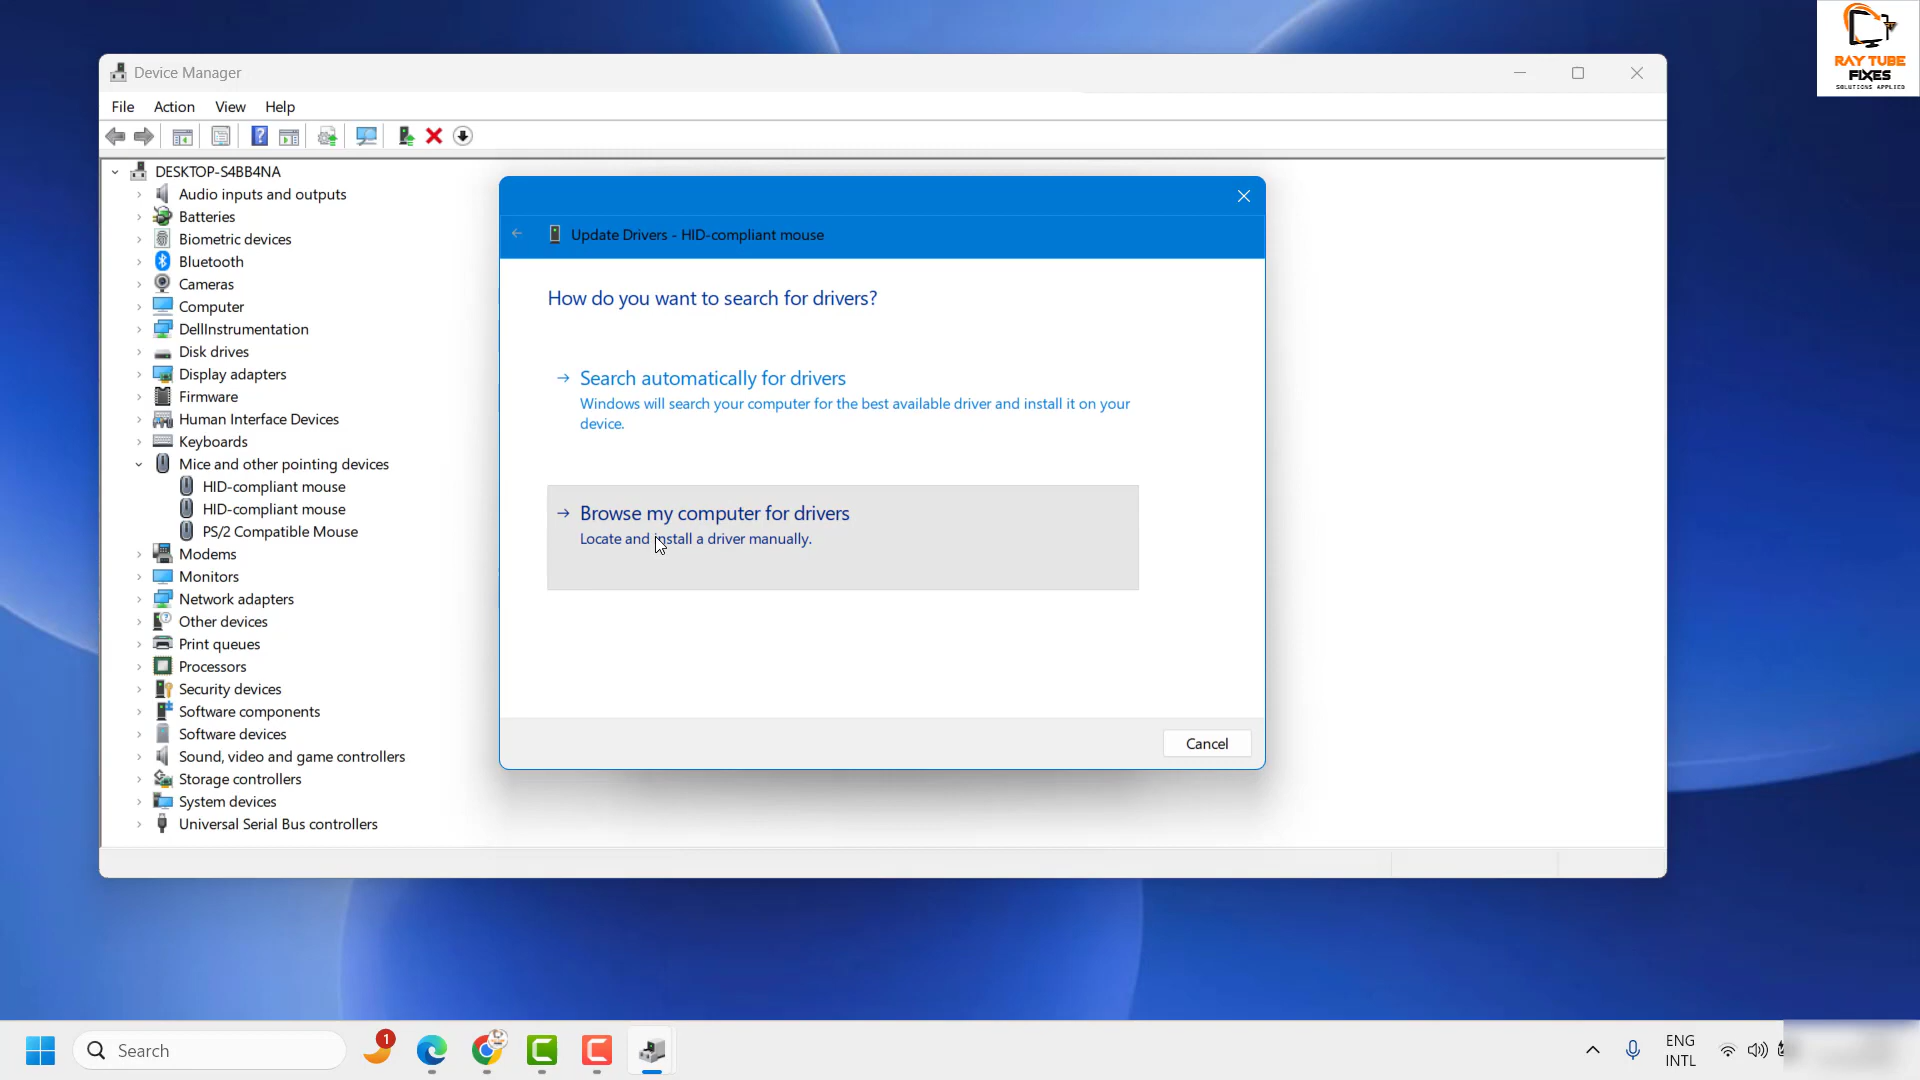 RAY TUBE
FIXES
SOLUTIONS APPLIED
Device Manager
File Action View Help
DESKTOP-S4BB4NA
Audio inputs and outputs
Batteries
Biometric devices
Bluetooth
Cameras
Computer
DellInstrumentation
Disk drives
Display adapters
Firmware
Human Interface Devices
Keyboards
Mice and other pointing devices
HID-compliant mouse
HID-compliant mouse
PS/2 Compatible Mouse
Modems
Monitors
Network adapters
Other devices
Print queues
Processors
Security devices
Software components
Software devices
Sound, video and game controllers
Storage controllers
System devices
Universal Serial Bus controllers
Update Drivers - HID-compliant mouse
How do you want to search for drivers?
Search automatically for drivers
Windows will search your computer for the best available driver and install it on your
device.
Browse my computer for drivers
Locate and install a driver manually.
Cancel
Search
1
ENG
INTL